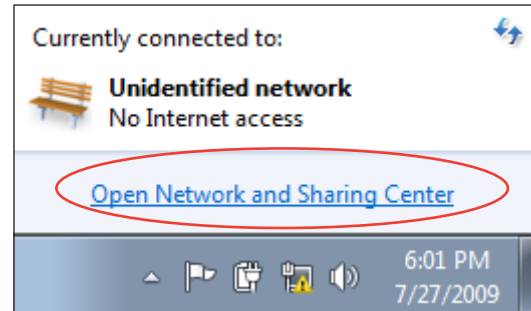 Currently connected to:
Unidentified network
No Internet access
Open Network and Sharing Center
6:01 PM
7/27/2009